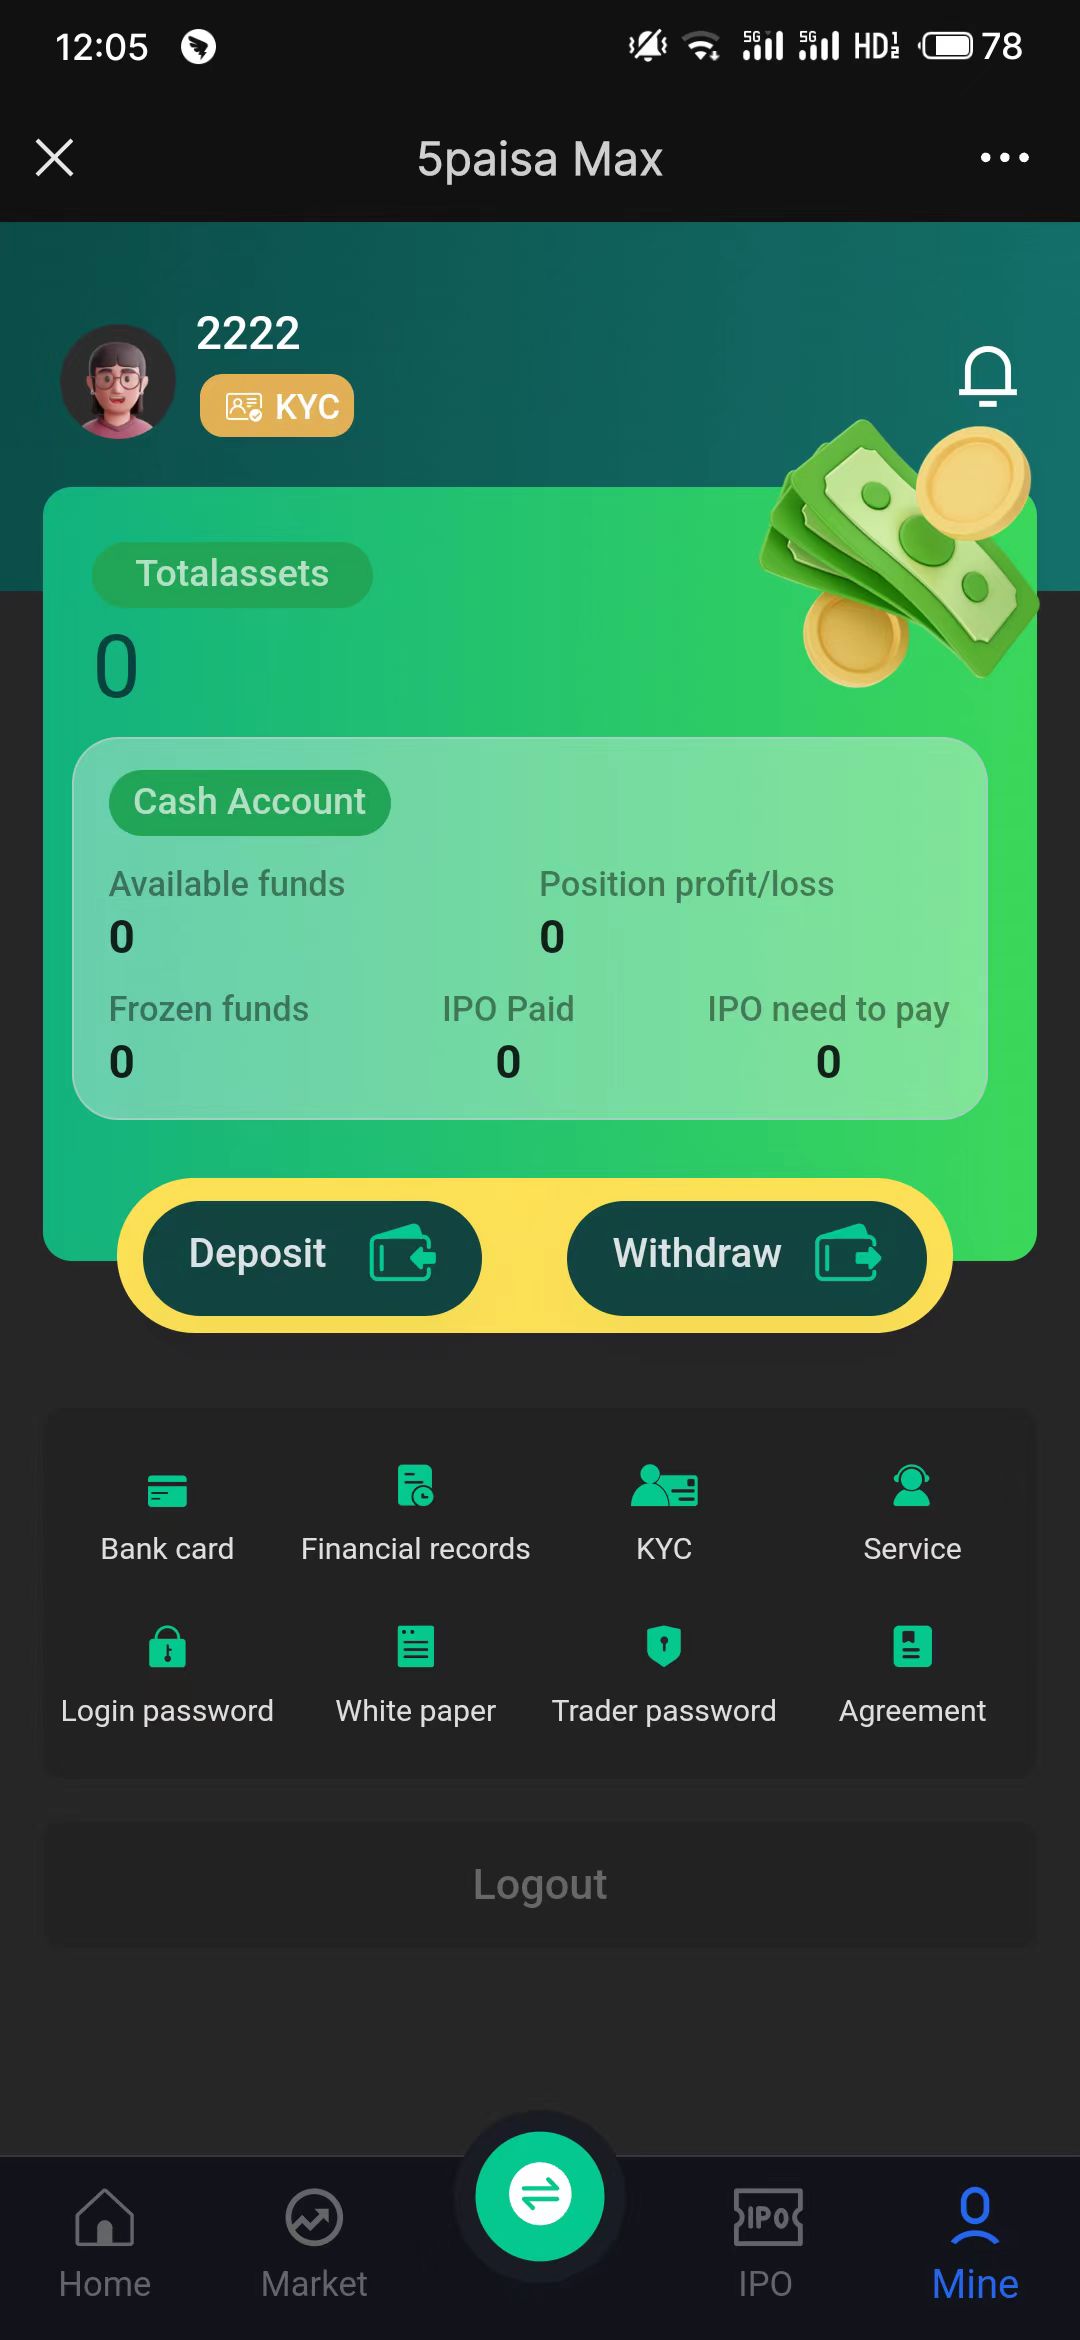 12:05
5G 5G HD 1 2 78
5paisa Max
2222
KYC
Totalassets
0
Cash Account
Available funds Position profit/loss
0 0
Frozen funds IPO Paid IPO need to pay
0 0 0
Deposit Withdraw
Bank card Financial records KYC Service
Login password White paper Trader password Agreement
Logout
IPO
Home Market IPO Mine